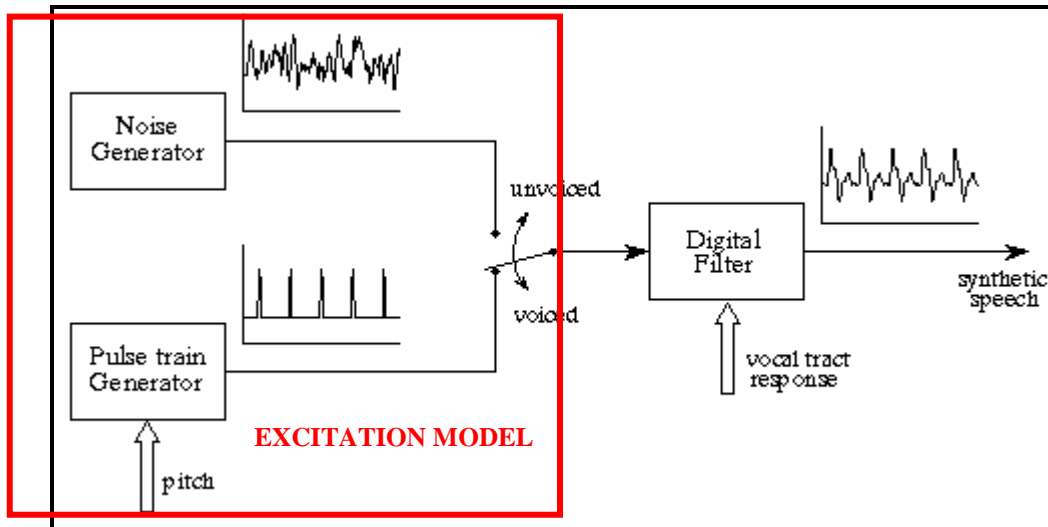 Noise
Generator
unvoiced
voiced
Pulse train
Generator
pitch
EXCITATION MODEL
Digital
Filter
vocal tract
response
synthetic
speech